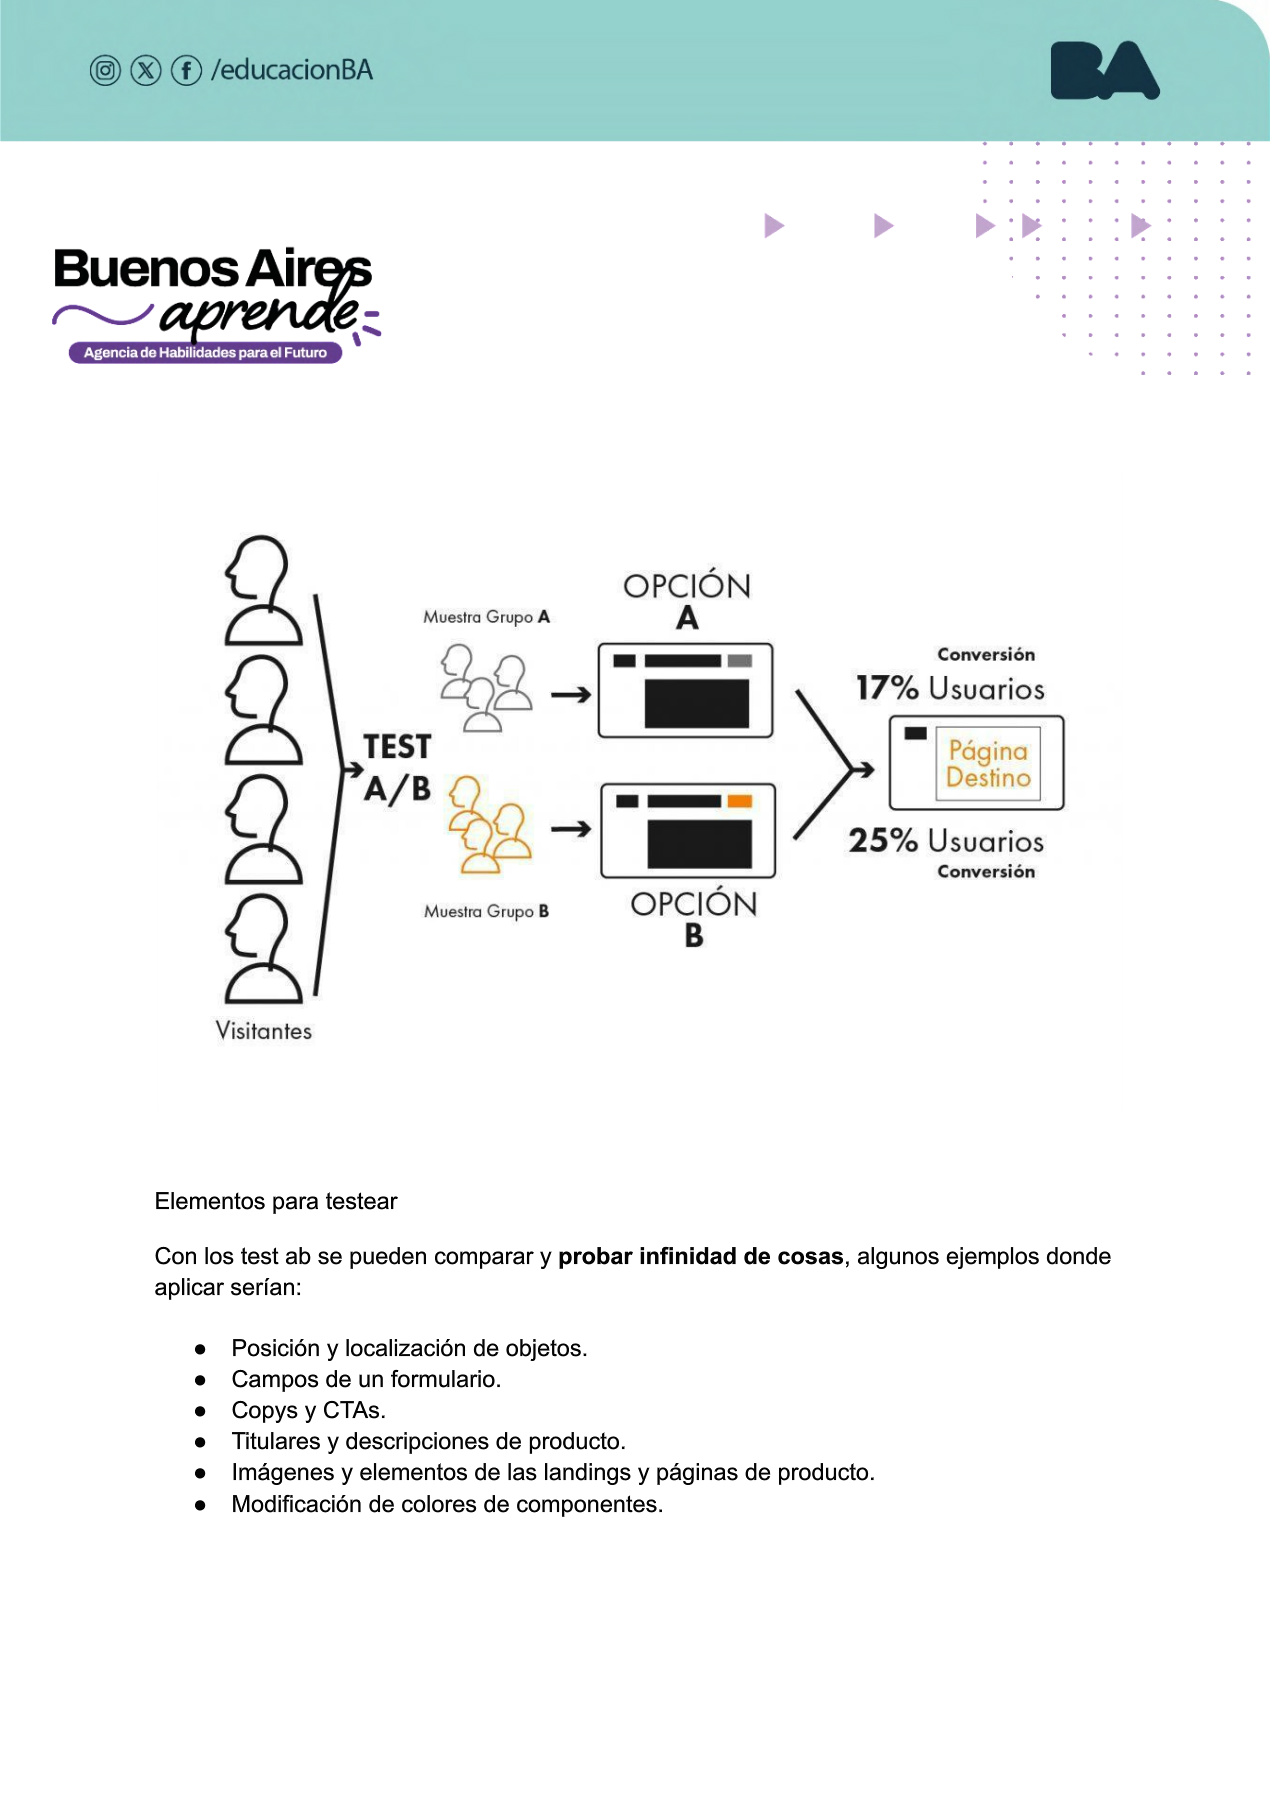 /educacionBA
BA
Buenos Aires
aprende
Agencia de Habilidades para el Futuro
OPCIÓN
A
Muestra Grupo A
Conversión
17% Usuarios
TEST
A/B
Página
Destino
25% Usuarios
Conversión
Muestra Grupo B
OPCIÓN
B
Visitantes
Elementos para testear
Con los test ab se pueden comparar y probar infinidad de cosas, algunos ejemplos donde
aplicar serían:
● Posición y localización de objetos.
● Campos de un formulario.
● Copys y CTAs.
● Titulares y descripciones de producto.
● Imágenes y elementos de las landings y páginas de producto.
● Modificación de colores de componentes.